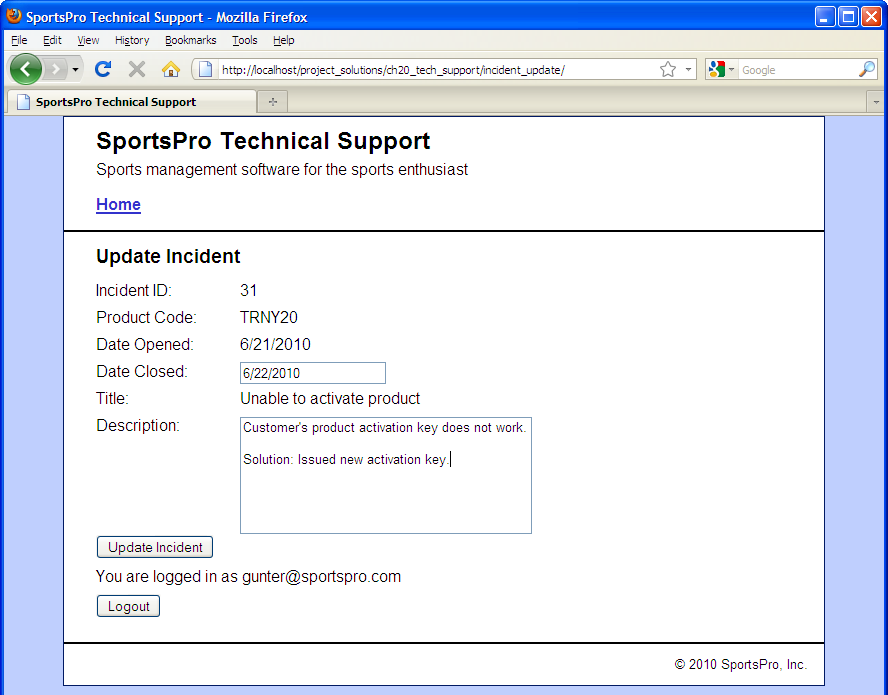 SportsPro Technical Support - Mozilla Firefox
File Edit View History Bookmarks Tools Help
http://localhost/project_solutions/ch20_tech_support/incident_update/ Google
SportsPro Technical Support
SportsPro Technical Support
Sports management software for the sports enthusiast
Home
Update Incident
Incident ID: 31
Product Code: TRNY20
Date Opened: 6/21/2010
Date Closed: 6/22/2010
Title: Unable to activate product
Description: Customer's product activation key does not work.
Solution: Issued new activation key.
Update Incident
You are logged in as gunter@sportspro.com
Logout
© 2010 SportsPro, Inc.